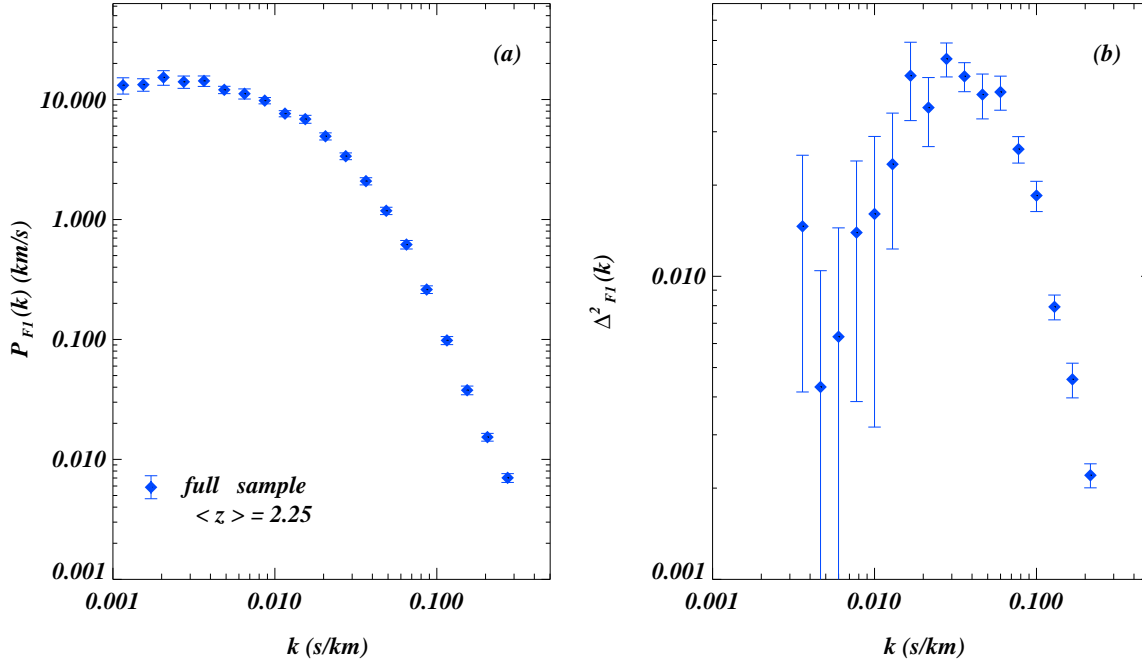 (a)
10.000
1.000
0.100
0.010
0.001
P F1 (k) (km/s)
full sample
< z > = 2.25
0.001 0.010 0.100
k (s/km)
(b)
0.010
0.001
Δ² F1 (k)
0.001 0.010 0.100
k (s/km)